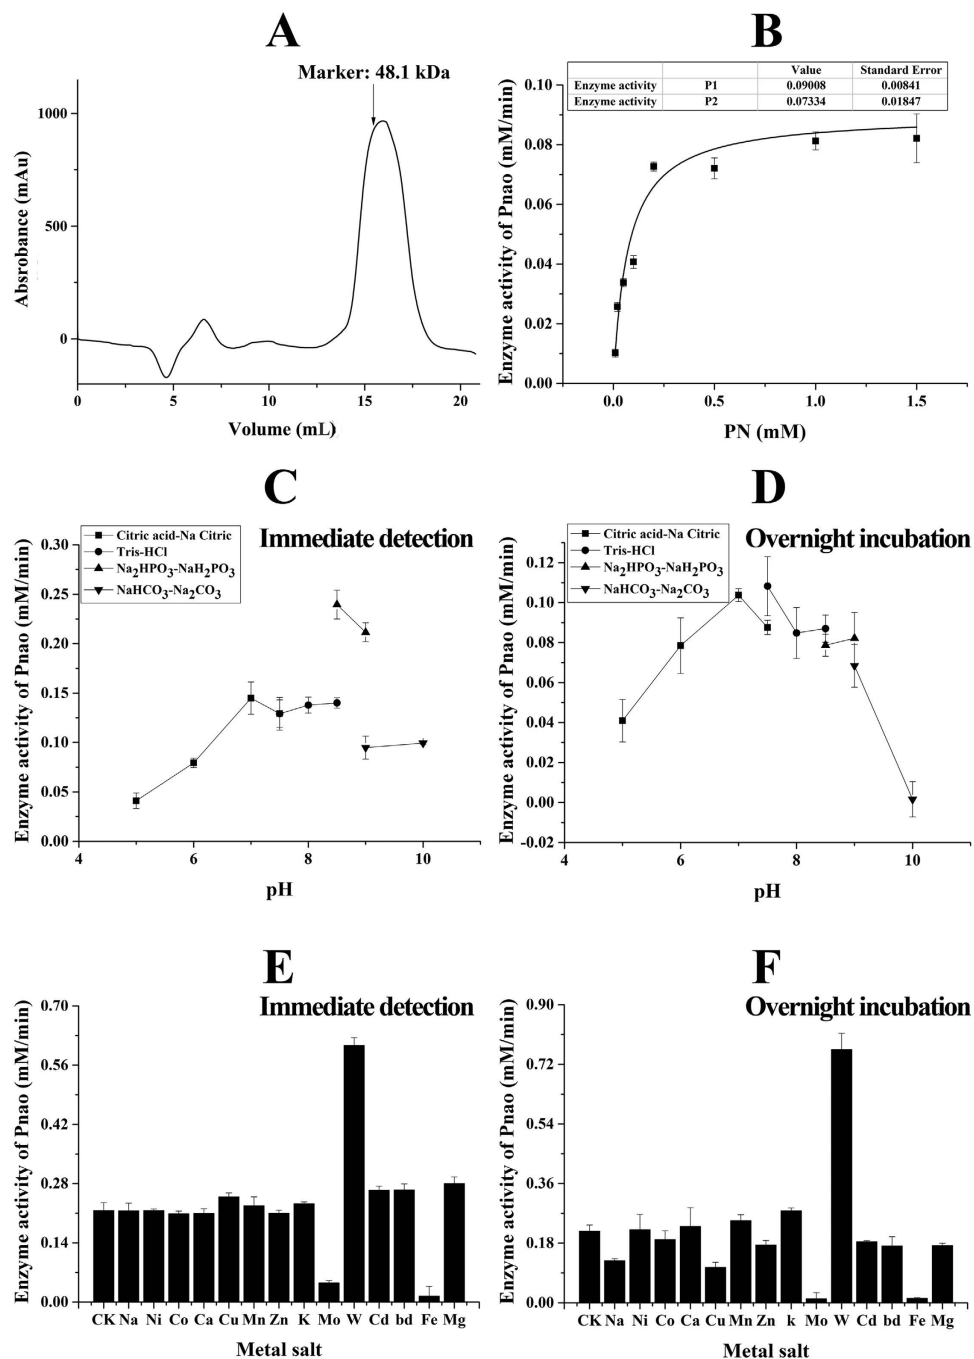 A
Marker: 48.1 kDa
Absrobance (mAu)
1000
500
0
0
5
10
15
20
Volume (mL)
B
Value Standard Error
Enzyme activity P1 0.09008 0.00841
Enzyme activity P2 0.07334 0.01847
Enzyme activity of Pnao (mM/min)
0.10
0.08
0.06
0.04
0.02
0.00
0.0
0.5
1.0
1.5
PN (mM)
C
Immediate detection
Citric acid-Na Citric
Tris-HCl
Na2HPO3-NaH2PO3
NaHCO3-Na2CO3
Enzyme activity of Pnao (mM/min)
0.30
0.25
0.20
0.15
0.10
0.05
0.00
4
6
8
10
pH
D
Overnight incubation
Citric acid-Na Citric
Tris-HCl
Na2HPO3-NaH2PO3
NaHCO3-Na2CO3
Enzyme activity of Pnao (mM/min)
0.12
0.10
0.08
0.06
0.04
0.02
0.00
-0.02
4
6
8
10
pH
E
Immediate detection
Enzyme activity of Pnao (mM/min)
0.70
0.56
0.42
0.28
0.14
0.00
CK Na Ni Co Ca Cu Mn Zn K Mo W Cd bd Fe Mg
Metal salt
F
Overnight incubation
Enzyme activity of Pnao (mM/min)
0.90
0.72
0.54
0.36
0.18
0.00
CK Na Ni Co Ca Cu Mn Zn k Mo W Cd bd Fe Mg
Metal salt